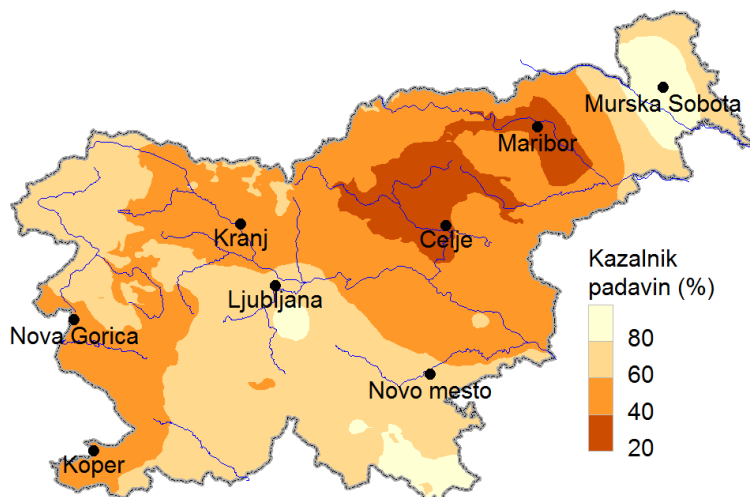 Murska Sobota
Maribor
Kranj
Celje
Kazalnik
padavin (%)
Ljubljana
Nova Gorica
80
60
Novo mesto
40
20
Koper